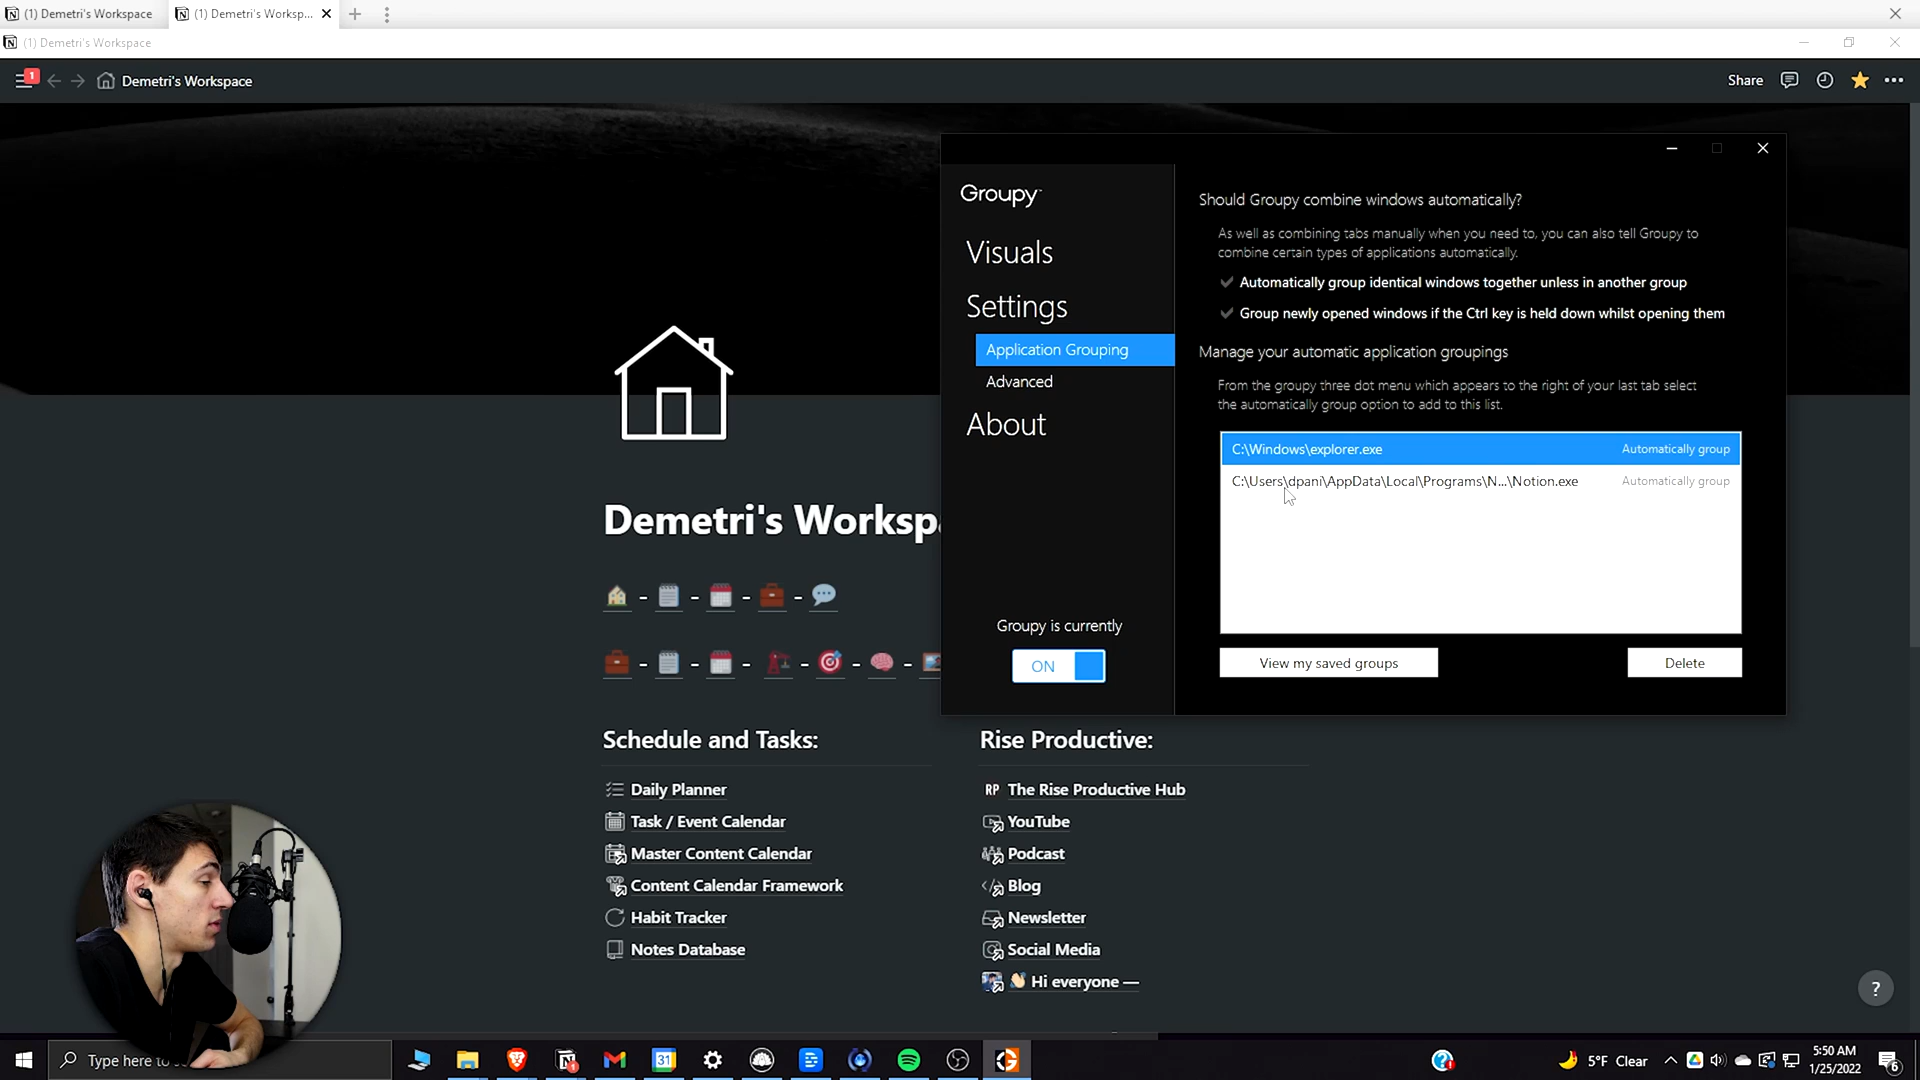 (1) Demetri's Workspace
(1) Demetri's Worksp...
(1) Demetri's Workspace
1
Demetri's Workspace
Share
Groupy™
Visuals
Settings
Application Grouping
Advanced
About
Groupy is currently
ON
Should Groupy combine windows automatically?
As well as combining tabs manually when you need to, you can also tell Groupy to
combine certain types of applications automatically.
Automatically group identical windows together unless in another group
Group newly opened windows if the Ctrl key is held down whilst opening them
Manage your automatic application groupings
From the groupy three dot menu which appears to the right of your last tab select
the automatically group option to add to this list.
C:\Windows\explorer.exe Automatically group
C:\Users\dpani\AppData\Local\Programs\N...\Notion.exe Automatically group
View my saved groups
Delete
Demetri's Worksp
- - - -
- - - - - -
Schedule and Tasks:
Daily Planner
Task / Event Calendar
Master Content Calendar
Content Calendar Framework
Habit Tracker
Notes Database
Rise Productive:
RP The Rise Productive Hub
YouTube
Podcast
Blog
Newsletter
Social Media
👋 Hi everyone —
?
Type here to
31
5°F Clear
5:50 AM
1/25/2022
6